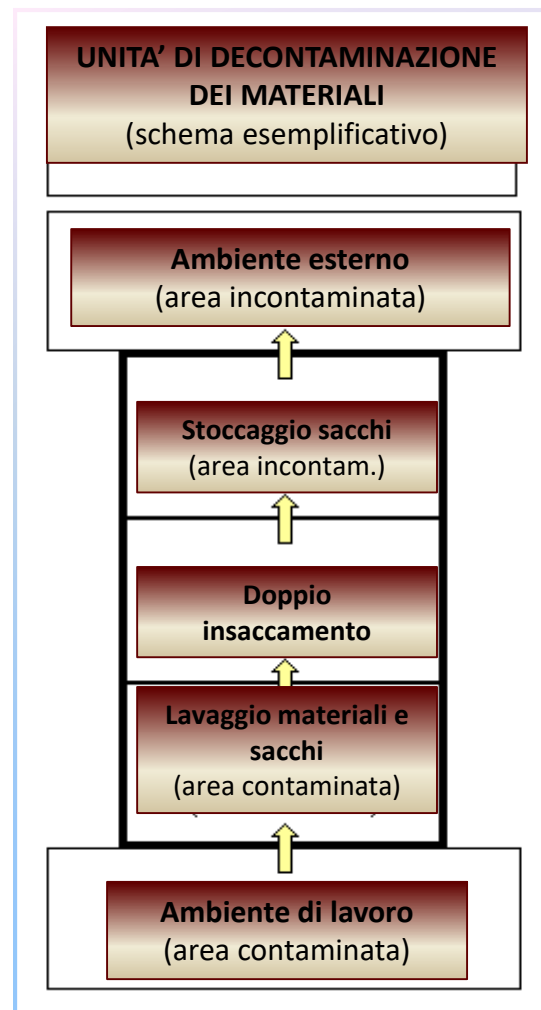 UNITA’ DI DECONTAMINAZIONE
DEI MATERIALI
(schema esemplificativo)
Ambiente esterno
(area incontaminata)
Stoccaggio sacchi
(area incontam.)
Doppio
insaccamento
Lavaggio materiali e
sacchi
(area contaminata)
Ambiente di lavoro
(area contaminata)